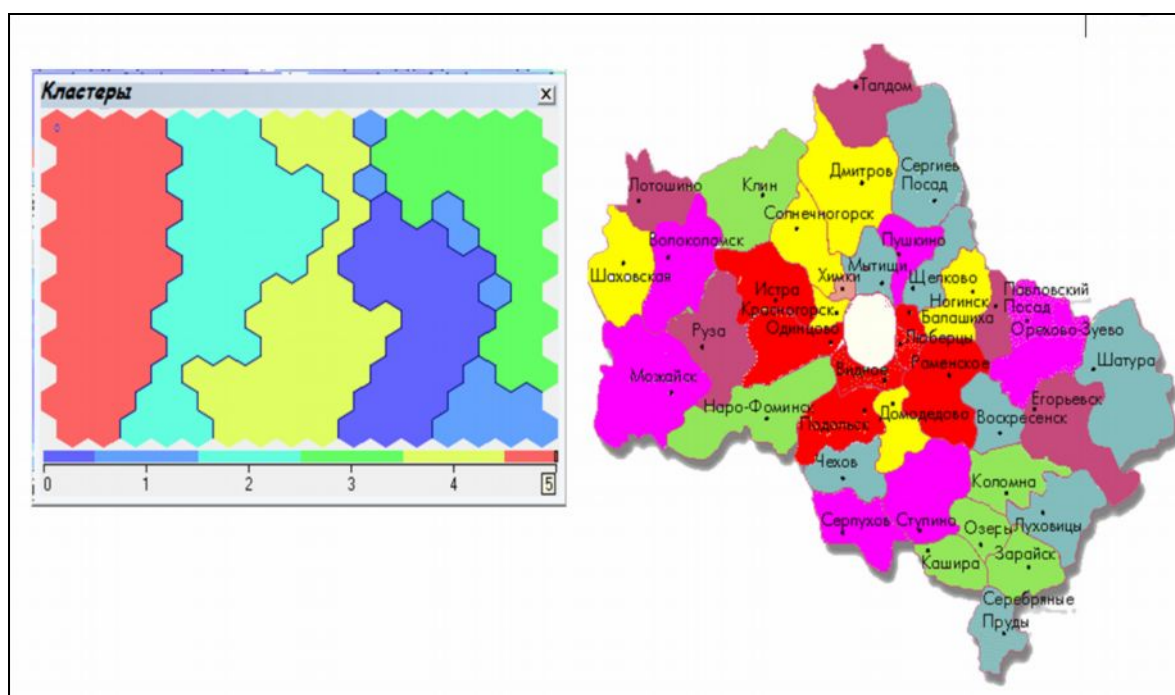 Кластеры
0 1 2 3 4 5
Талдом
Сергиев
Посад
Дмитров
Клин
Лотошино
Солнечногорск
Волоколамск
Пушкино
Мытищи
Шаховская
Химки
Щелково
Истра
Ногинск
Павловский
Посад
Красногорск
Балашиха
Одинцово
Орехово-Зуево
Руза
Люберцы
Шатура
Видное
Раменское
Можайск
Егорьевск
Наро-Фоминск
Домодедова
Воскресенск
Подольск
Чехов
Коломна
Серпухов
Ступино
Озеры
Луховицы
Зарайск
Кашира
Серебряные
Пруды